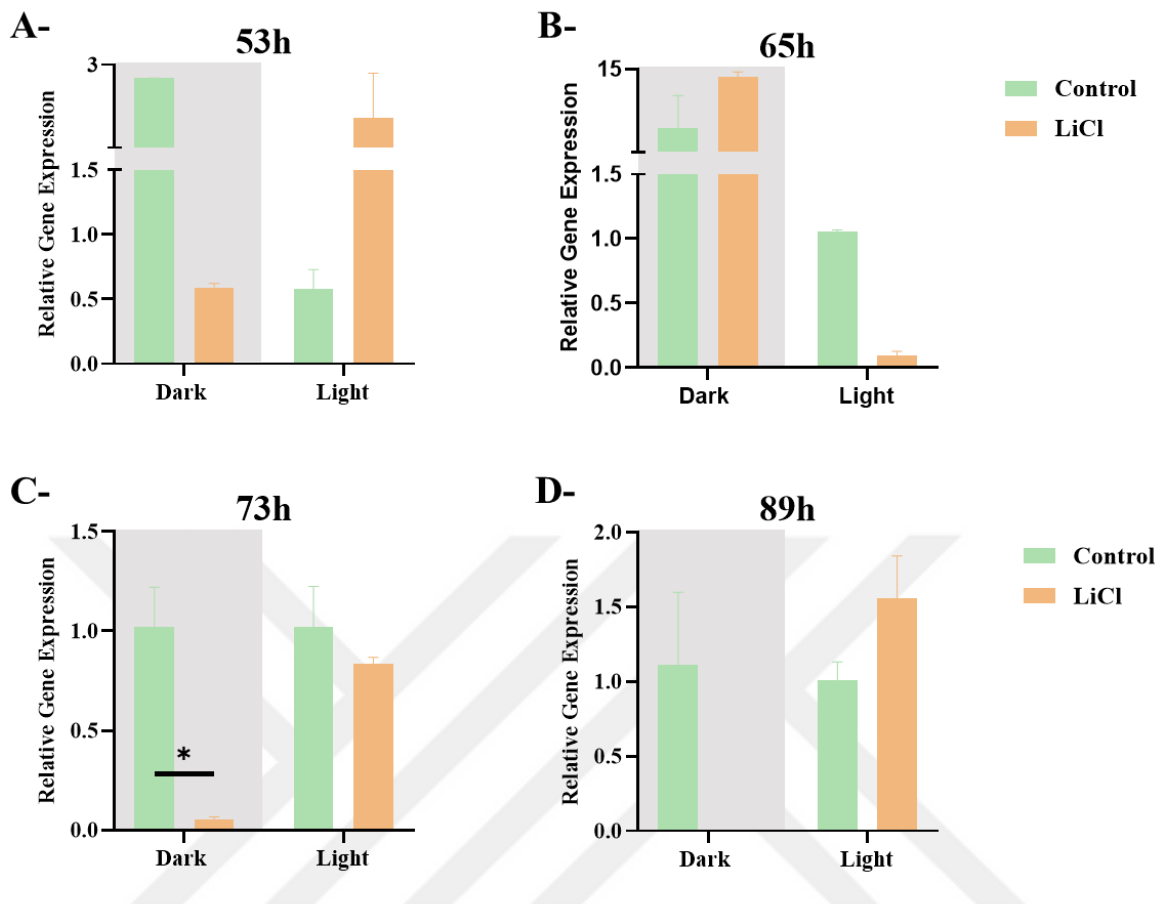 A-
53h
Relative Gene Expression
3
1.5
1.0
0.5
0.0
Dark
Light
B-
65h
Relative Gene Expression
15
1.5
1.0
0.5
0.0
Dark
Light
Control
LiCl
C-
73h
Relative Gene Expression
1.5
1.0
0.5
0.0
*
Dark
Light
D-
89h
Relative Gene Expression
2.0
1.5
1.0
0.5
0.0
Dark
Light
Control
LiCl